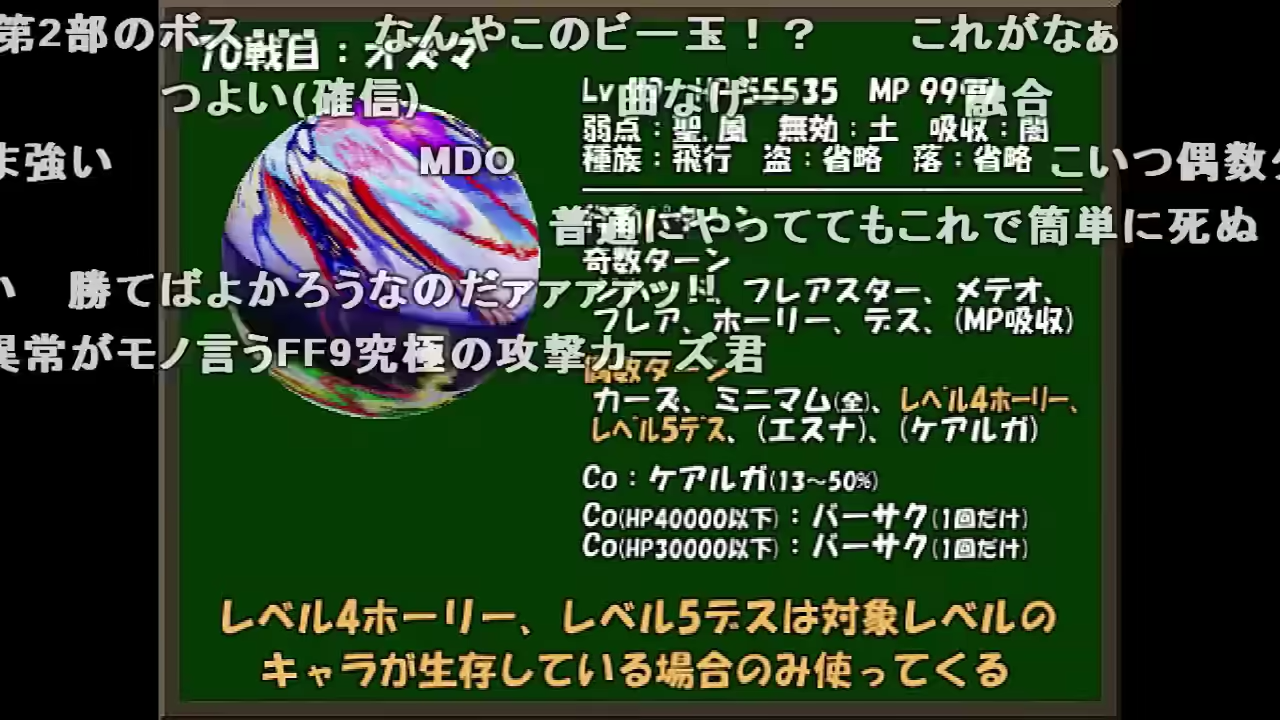 第2部のボス…. なんやこのビー玉！？ これがなぁ
70戦目：オズマ
つよい(確信) 曲なげー 融合
55535 MP 999
弱点：聖,風 無効：土 吸収：闇
ま強い MDO こいつ偶数タ
種族：飛行 盗：省略 落：省略
普通にやっててもこれで簡単に死ぬ
奇数ターン
い 勝てばよかろうなのだァァァァッ!!
、フレアスター、メテオ、
フレア、ホーリー、デス、(MP吸収)
異常がモノ言うFF9究極の攻撃カーズ君
偶数ターン
カーズ、ミニマム(全)、レベル4ホーリー、
レベル5デス、(エスナ)、(ケアルガ)
Co：ケアルガ(13〜50%)
Co(HP40000以下)：バーサク(1回だけ)
Co(HP30000以下)：バーサク(1回だけ)
レベル4ホーリー、レベル5デスは対象レベルの
キャラが生存している場合のみ使ってくる